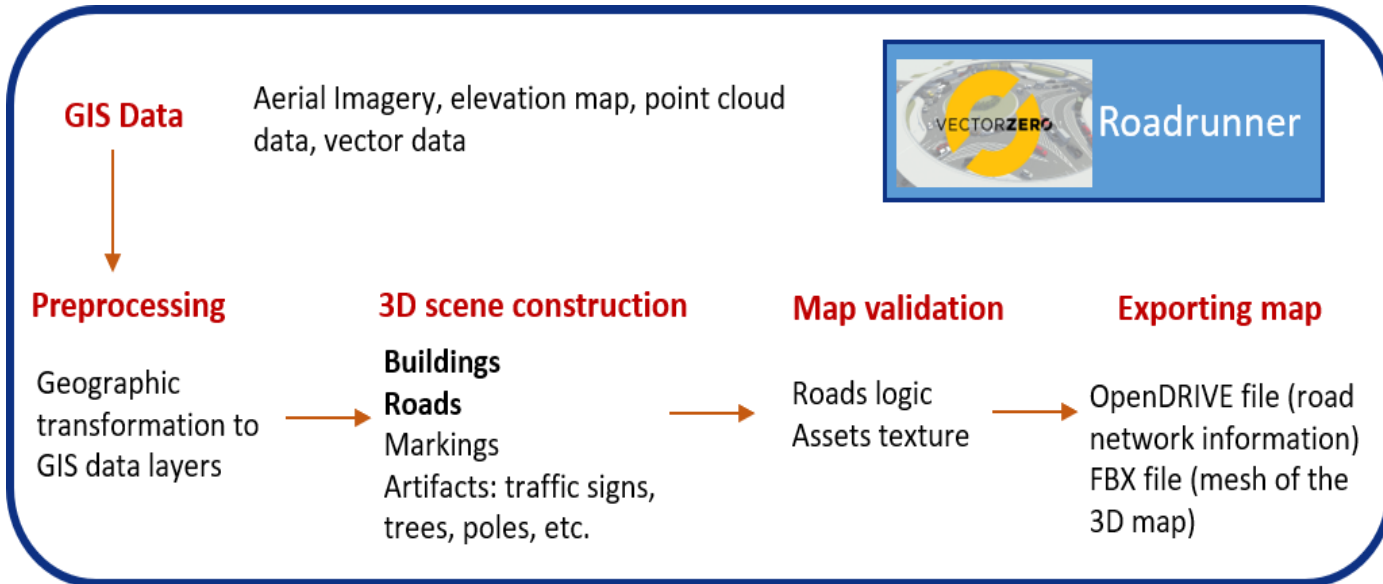 GIS Data
Aerial Imagery, elevation map, point cloud
data, vector data
VECTORZERO
Roadrunner
Preprocessing
Geographic
transformation to
GIS data layers
3D scene construction
Buildings
Roads
Markings
Artifacts: traffic signs,
trees, poles, etc.
Map validation
Roads logic
Assets texture
Exporting map
OpenDRIVE file (road
network information)
FBX file (mesh of the
3D map)